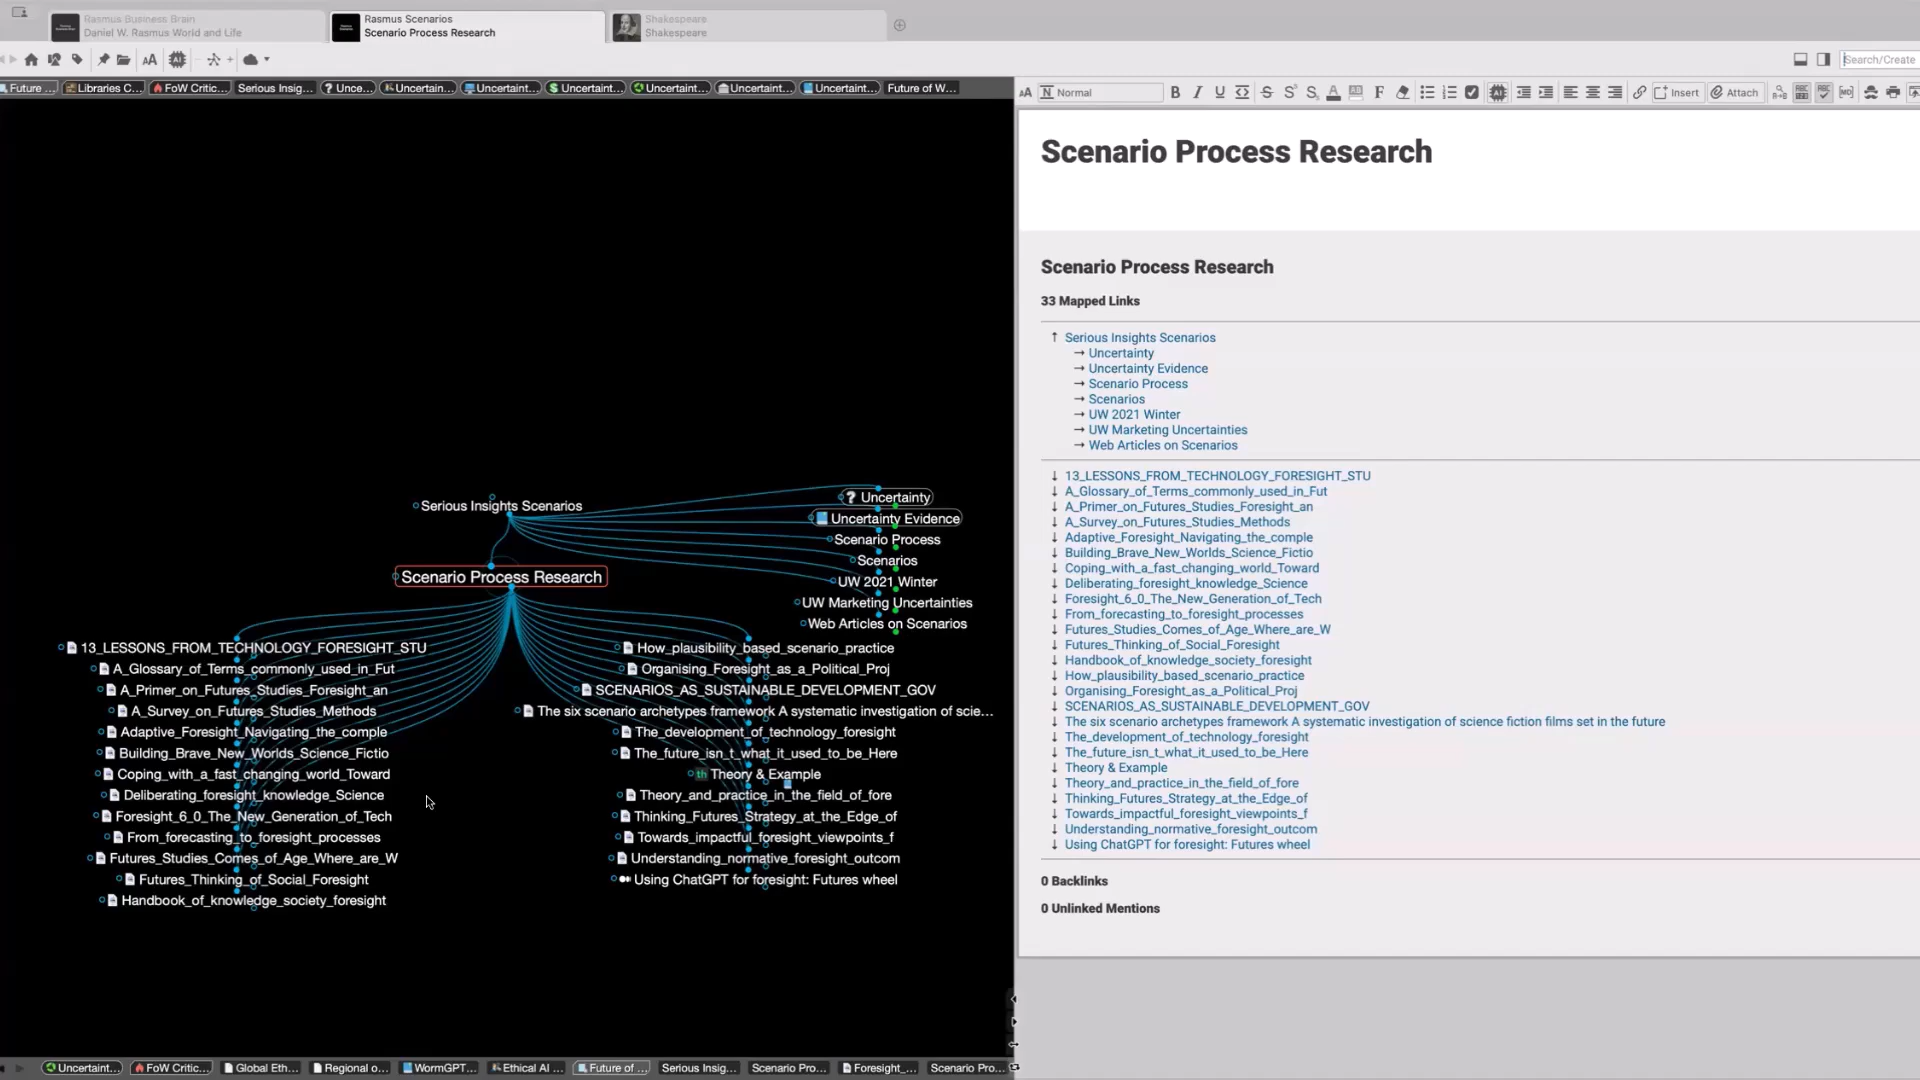 Rasmus Business Brain
Daniel W. Rasmus World and Life
Rasmus Scenarios
Scenario Process Research
Shakespeare
Shakespeare
AA
AI
Search/Create
Future ...
Libraries C...
FoW Critic...
Serious Insig...
? Unce...
Uncertain...
Uncertaint...
Uncertaint...
Uncertaint...
Uncertaint...
Uncertaint...
Future of W...
AA
N Normal
B I U
S
F
Insert
Attach
Scenario Process Research
Scenario Process Research
33 Mapped Links
↑ Serious Insights Scenarios
→ Uncertainty
→ Uncertainty Evidence
→ Scenario Process
→ Scenarios
→ UW 2021 Winter
→ UW Marketing Uncertainties
→ Web Articles on Scenarios
↓ 13_LESSONS_FROM_TECHNOLOGY_FORESIGHT_STU
↓ A_Glossary_of_Terms_commonly_used_in_Fut
↓ A_Primer_on_Futures_Studies_Foresight_an
↓ A_Survey_on_Futures_Studies_Methods
↓ Adaptive_Foresight_Navigating_the_comple
↓ Building_Brave_New_Worlds_Science_Fictio
↓ Coping_with_a_fast_changing_world_Toward
↓ Deliberating_foresight_knowledge_Science
↓ Foresight_6_0_The_New_Generation_of_Tech
↓ From_forecasting_to_foresight_processes
↓ Futures_Studies_Comes_of_Age_Where_are_W
↓ Futures_Thinking_of_Social_Foresight
↓ Handbook_of_knowledge_society_foresight
↓ How_plausibility_based_scenario_practice
↓ Organising_Foresight_as_a_Political_Proj
↓ SCENARIOS_AS_SUSTAINABLE_DEVELOPMENT_GOV
↓ The six scenario archetypes framework A systematic investigation of science fiction films set in the future
↓ The_development_of_technology_foresight
↓ The_future_isn_t_what_it_used_to_be_Here
↓ Theory & Example
↓ Theory_and_practice_in_the_field_of_fore
↓ Thinking_Futures_Strategy_at_the_Edge_of
↓ Towards_impactful_foresight_viewpoints_f
↓ Understanding_normative_foresight_outcom
↓ Using ChatGPT for foresight: Futures wheel
0 Backlinks
0 Unlinked Mentions
Serious Insights Scenarios
? Uncertainty
Uncertainty Evidence
Scenario Process
Scenarios
UW 2021 Winter
UW Marketing Uncertainties
Web Articles on Scenarios
Scenario Process Research
13_LESSONS_FROM_TECHNOLOGY_FORESIGHT_STU
A_Glossary_of_Terms_commonly_used_in_Fut
A_Primer_on_Futures_Studies_Foresight_an
A_Survey_on_Futures_Studies_Methods
Adaptive_Foresight_Navigating_the_comple
Building_Brave_New_Worlds_Science_Fictio
Coping_with_a_fast_changing_world_Toward
Deliberating_foresight_knowledge_Science
Foresight_6_0_The_New_Generation_of_Tech
From_forecasting_to_foresight_processes
Futures_Studies_Comes_of_Age_Where_are_W
Futures_Thinking_of_Social_Foresight
Handbook_of_knowledge_society_foresight
How_plausibility_based_scenario_practice
Organising_Foresight_as_a_Political_Proj
SCENARIOS_AS_SUSTAINABLE_DEVELOPMENT_GOV
The six scenario archetypes framework A systematic investigation of scie...
The_development_of_technology_foresight
The_future_isn_t_what_it_used_to_be_Here
th Theory & Example
Theory_and_practice_in_the_field_of_fore
Thinking_Futures_Strategy_at_the_Edge_of
Towards_impactful_foresight_viewpoints_f
Understanding_normative_foresight_outcom
Using ChatGPT for foresight: Futures wheel
Uncertaint...
FoW Critic...
Global Eth...
Regional o...
WormGPT...
Ethical AI ...
Future of ...
Serious Insig...
Scenario Pro...
Foresight_...
Scenario Pro...